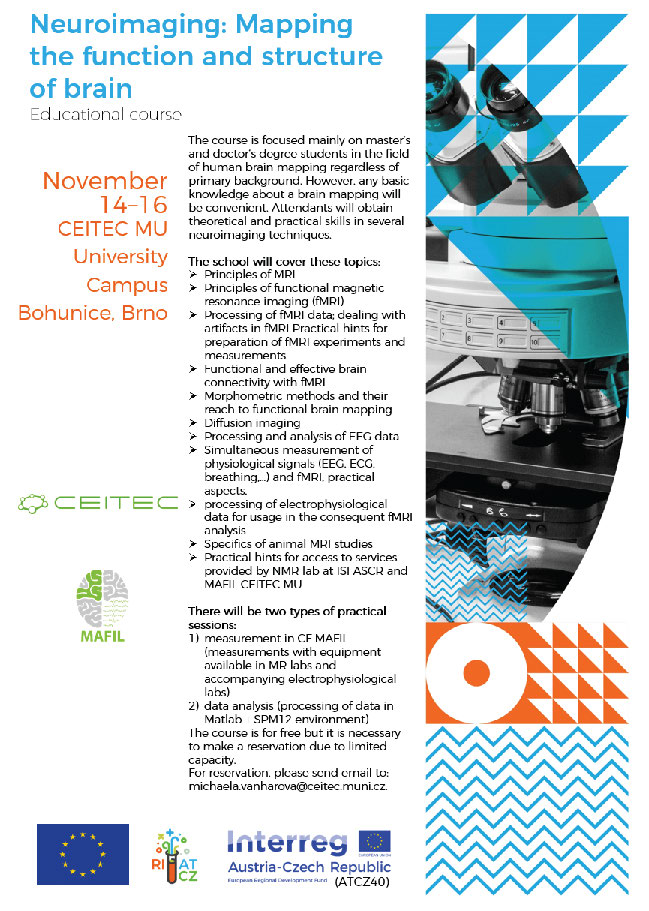 Neuroimaging: Mapping
the function and structure
of brain
Educational course
November
14–16
CEITEC MU
University
Campus
Bohunice, Brno
The course is focused mainly on master's
and doctor's degree students in the field
of human brain mapping regardless of
primary background. However, any basic
knowledge about a brain mapping will
be convenient. Attendants will obtain
theoretical and practical skills in several
neuroimaging techniques.
The school will cover these topics:
➢ Principles of MRI
➢ Principles of functional magnetic
resonance imaging (fMRI)
➢ Processing of fMRI data; dealing with
artifacts in fMRI Practical hints for
preparation of fMRI experiments and
measurements
➢ Functional and effective brain
connectivity with fMRI
➢ Morphometric methods and their
reach to functional brain mapping
➢ Diffusion imaging
➢ Processing and analysis of EEG data
➢ Simultaneous measurement of
physiological signals (EEG, ECG,
breathing,...) and fMRI, practical
aspects.
➢ processing of electrophysiological
data for usage in the consequent fMRI
analysis
➢ Specifics of animal MRI studies
➢ Practical hints for access to services
provided by NMR lab at ISI ASCR and
MAFIL CEITEC MU
There will be two types of practical
sessions:
1) measurement in CF MAFIL
(measurements with equipment
available in MR labs and
accompanying electrophysiological
labs)
2) data analysis (processing of data in
Matlab – SPM12 environment)
The course is for free but it is necessary
to make a reservation due to limited
capacity.
For reservation, please send email to:
michaela.vanharova@ceitec.muni.cz.
CEITEC
MAFIL
2 3 4 5
7 8 9 10
6 6
RI AT
CZ
Interreg
EUROPEAN UNION
Austria-Czech Republic
European Regional Development Fund (ATCZ40)